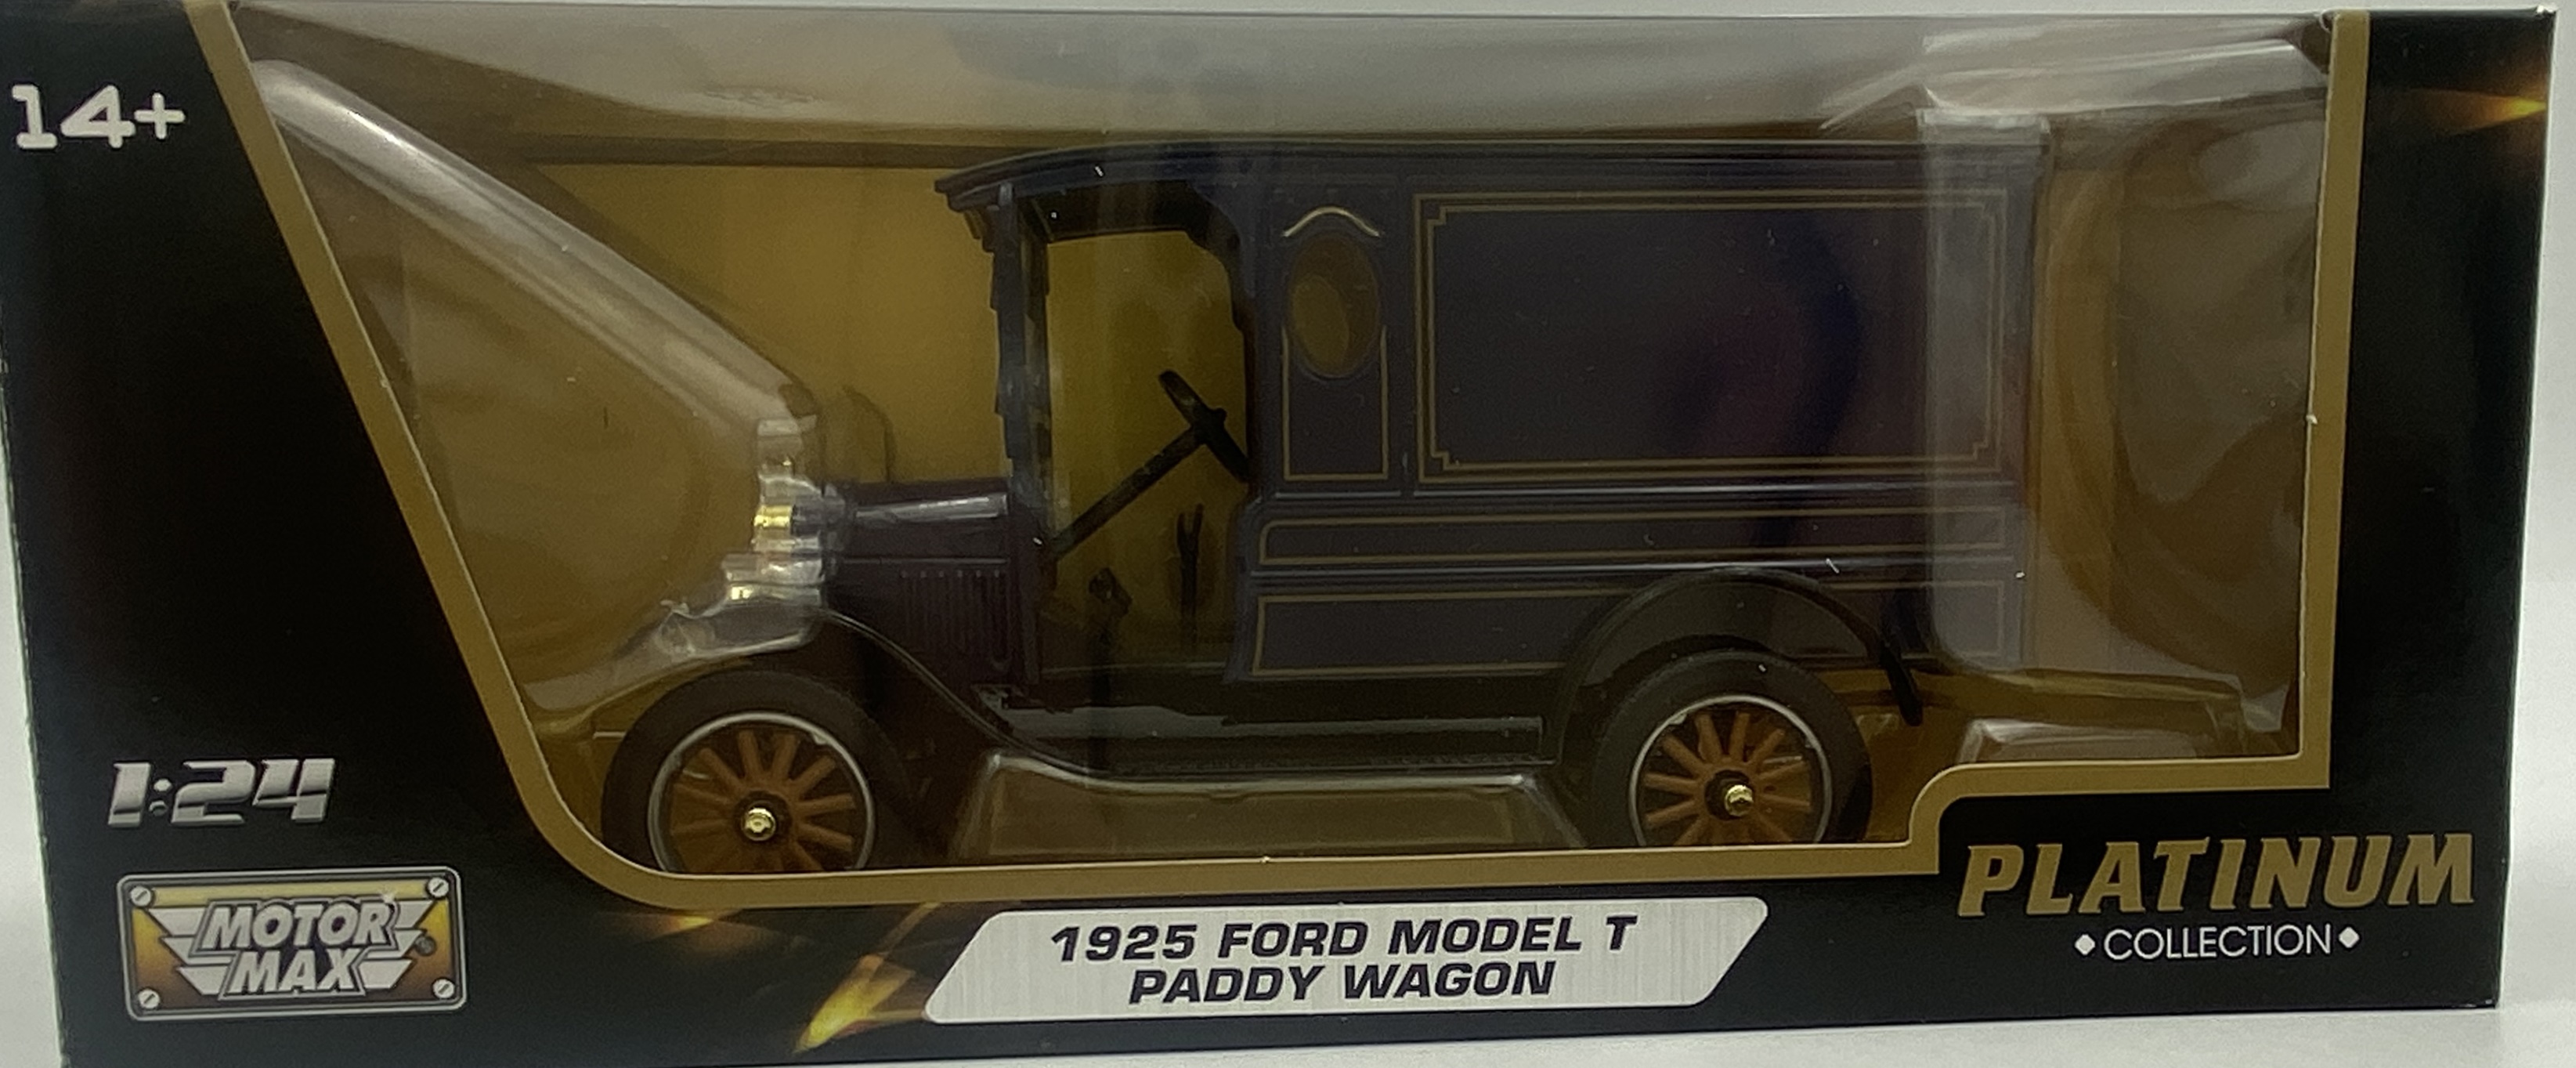 14+
1:24
MOTOR
MAX
®
1925 FORD MODEL T
PADDY WAGON
PLATINUM
COLLECTION